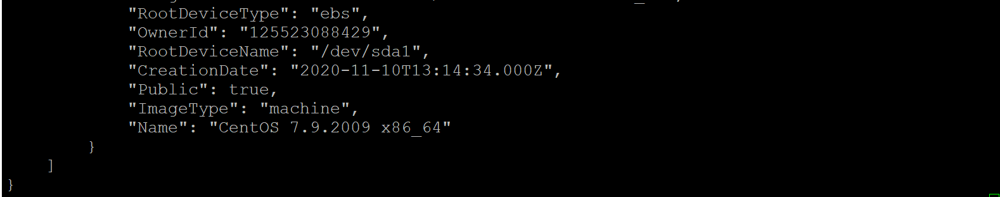 "RootDeviceType": "ebs",
"OwnerId": "125523088429",
"RootDeviceName": "/dev/sda1",
"CreationDate": "2020-11-10T13:14:34.000Z",
"Public": true,
"ImageType": "machine",
"Name": "CentOS 7.9.2009 x86_64"
}
]
}